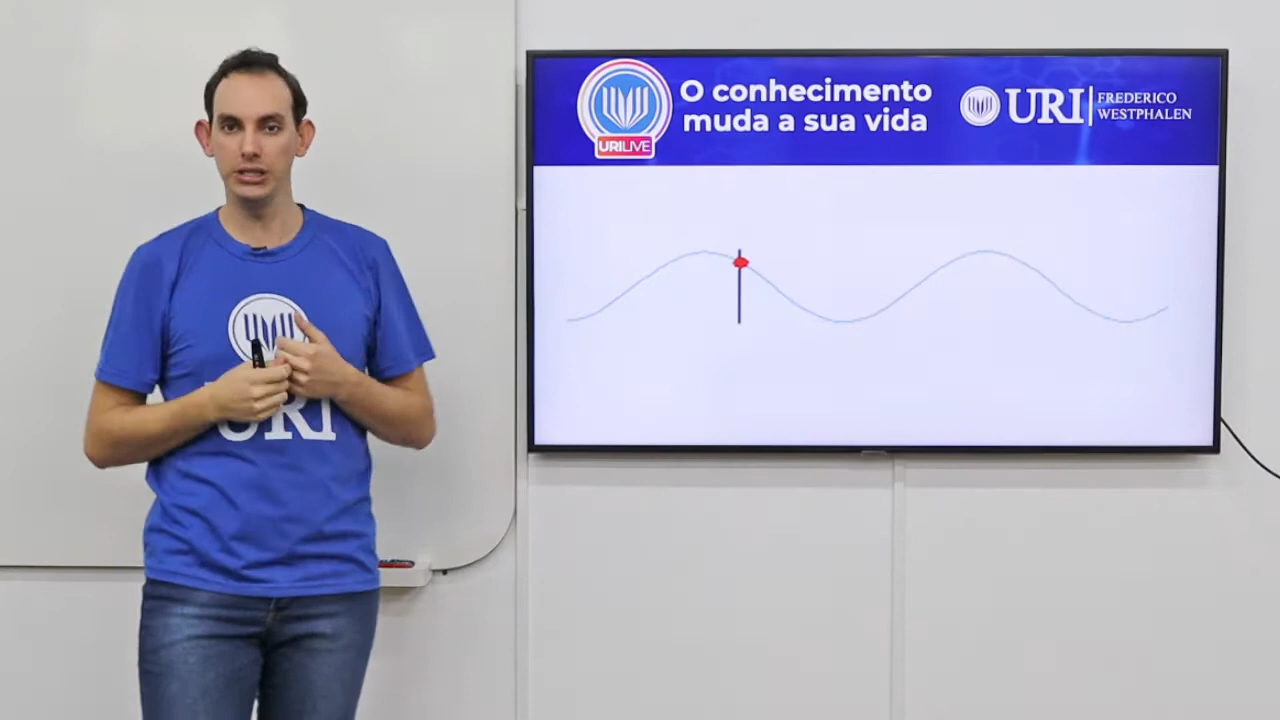 O conhecimento
muda a sua vida
URILIVE
URI
FREDERICO
WESTPHALEN
URI